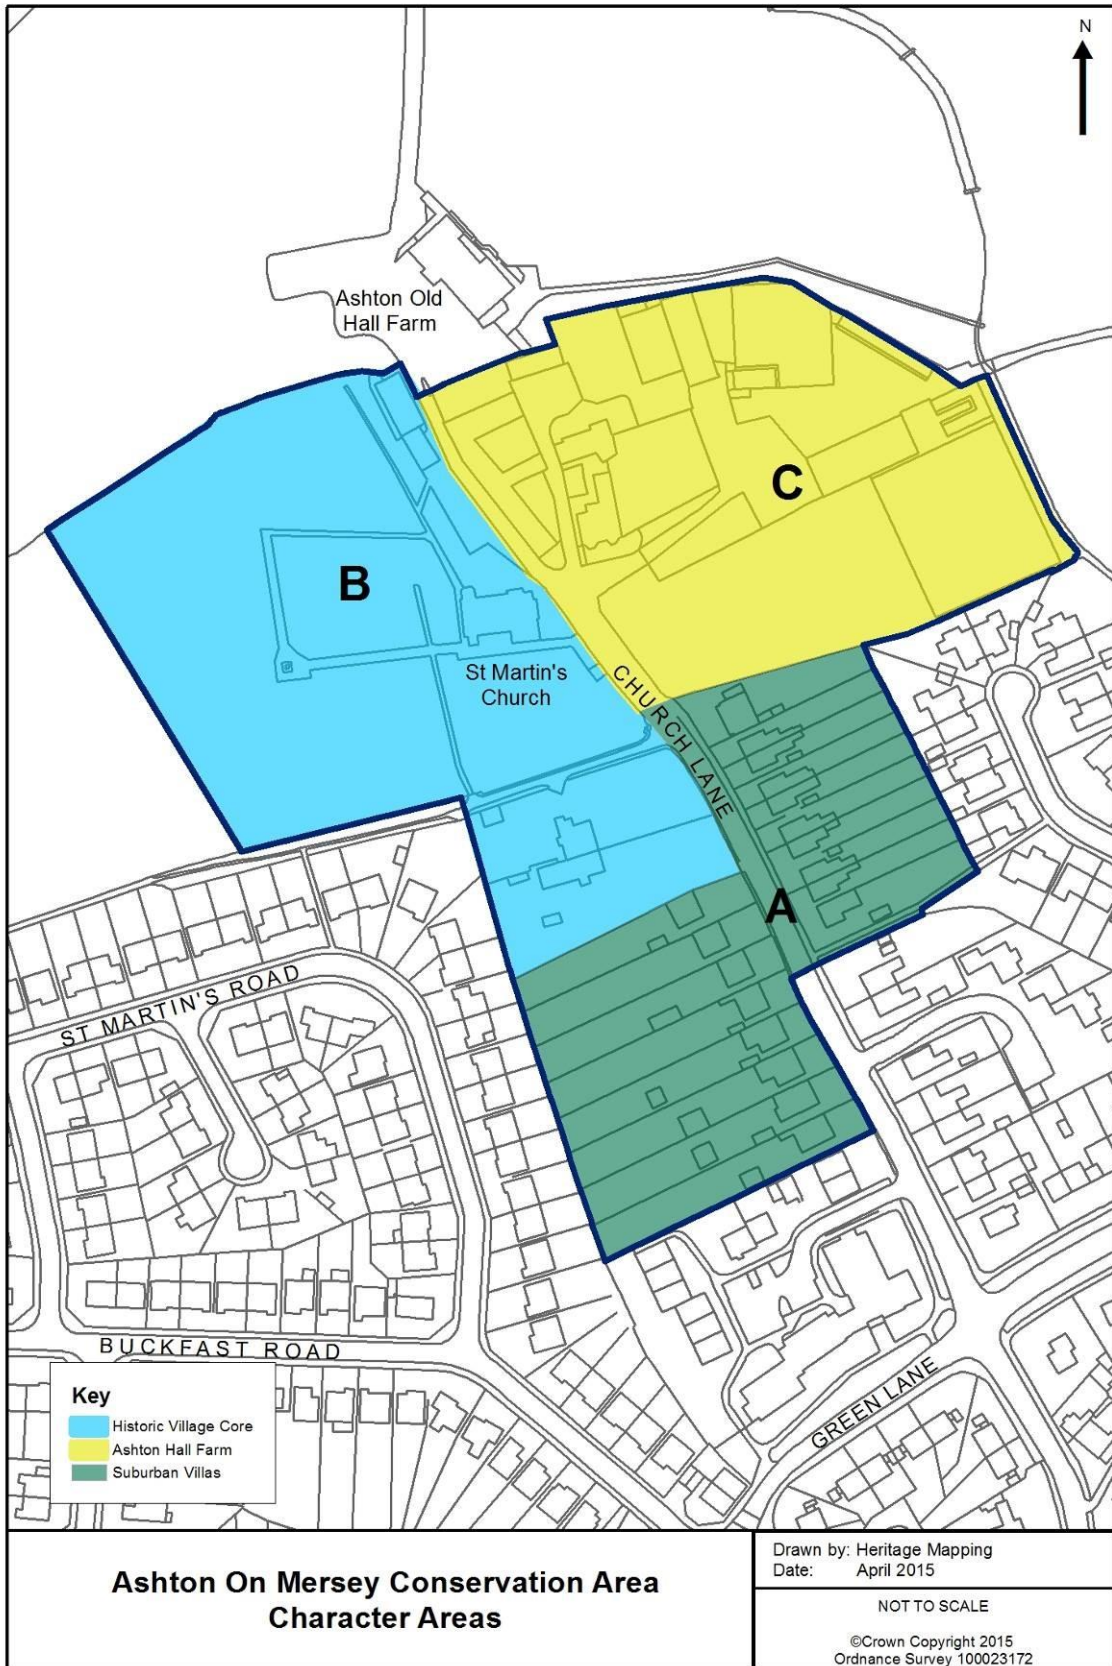 N
Ashton Old
Hall Farm
C
B
St Martin's
Church
CHURCH LANE
A
ST MARTIN'S ROAD
BUCKFAST ROAD
GREEN LANE
Key
Historic Village Core
Ashton Hall Farm
Suburban Villas
Ashton On Mersey Conservation Area
Character Areas
Drawn by: Heritage Mapping
Date: April 2015
NOT TO SCALE
©Crown Copyright 2015
Ordnance Survey 100023172